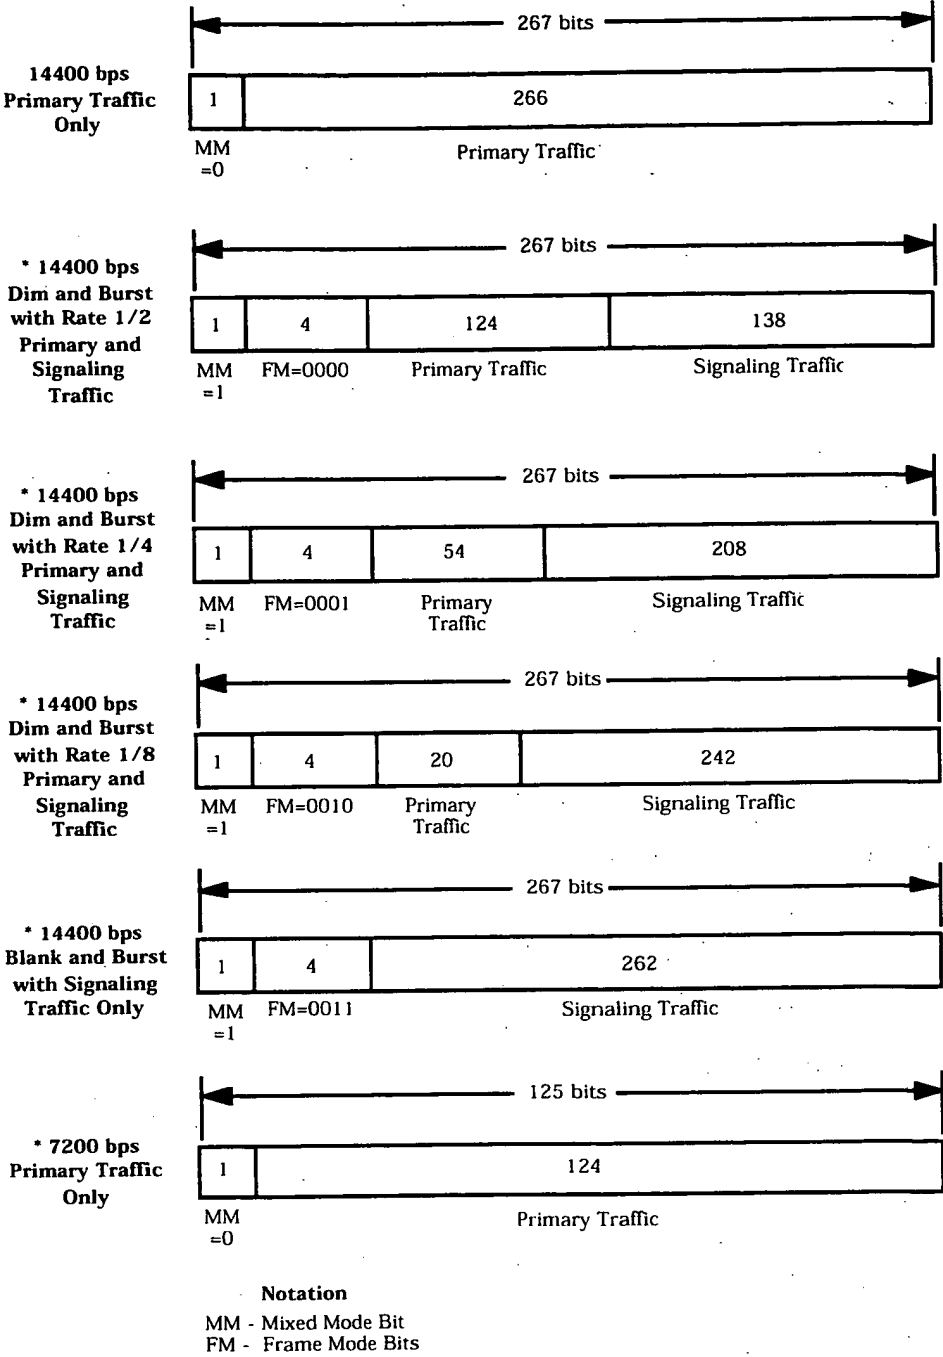 267 bits
14400 bps
Primary Traffic
Only
1 266
MM
=0
Primary Traffic
267 bits
* 14400 bps
Dim and Burst
with Rate 1/2
Primary and
Signaling
Traffic
1 4 124 138
MM
=1
FM=0000 Primary Traffic Signaling Traffic
267 bits
* 14400 bps
Dim and Burst
with Rate 1/4
Primary and
Signaling
Traffic
1 4 54 208
MM
=1
FM=0001
Primary
Traffic
Signaling Traffic
267 bits
* 14400 bps
Dim and Burst
with Rate 1/8
Primary and
Signaling
Traffic
1 4 20 242
MM
=1
FM=0010
Primary
Traffic
Signaling Traffic
267 bits
* 14400 bps
Blank and Burst
with Signaling
Traffic Only
1 4 262
MM
=1
FM=0011 Signaling Traffic
125 bits
* 7200 bps
Primary Traffic
Only
1 124
MM
=0
Primary Traffic
Notation
MM - Mixed Mode Bit
FM - Frame Mode Bits